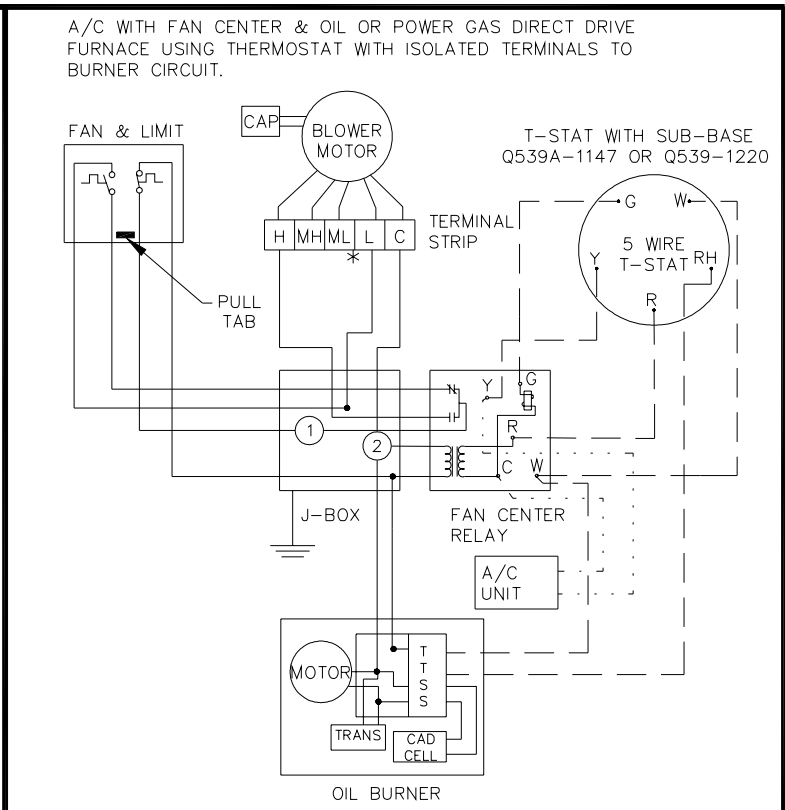 A/C WITH FAN CENTER & OIL OR POWER GAS DIRECT DRIVE
FURNACE USING THERMOSTAT WITH ISOLATED TERMINALS TO
BURNER CIRCUIT.
FAN & LIMIT
CAP
BLOWER
MOTOR
T-STAT WITH SUB-BASE
Q539A-1147 OR Q539-1220
H MH ML L C
*
TERMINAL
STRIP
G W
Y
5 WIRE
T-STAT
RH
R
PULL
TAB
Y G
R
C W
1
2
J-BOX
FAN CENTER
RELAY
A/C
UNIT
MOTOR
T
T
S
S
TRANS
CAD
CELL
OIL BURNER